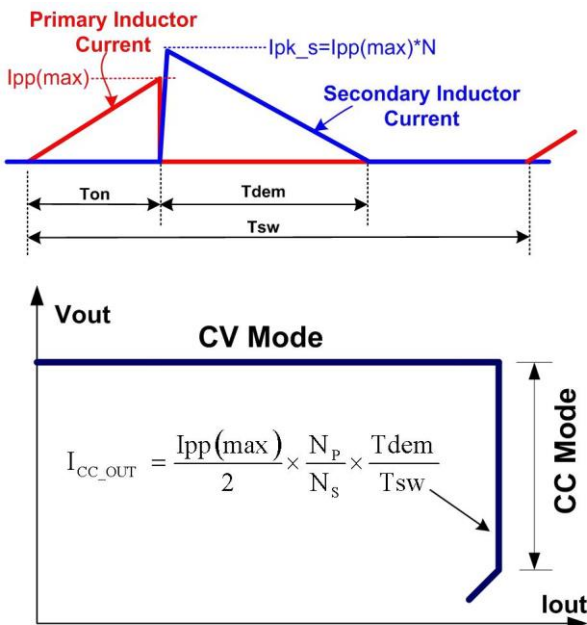 Primary Inductor
Current
Ipk_s=Ipp(max)*N
Ipp(max)
Secondary Inductor
Current
Ton
Tdem
Tsw
Vout
CV Mode
I_CC_OUT = Ipp(max)/2 × N_P/N_S × Tdem/Tsw
CC Mode
Iout